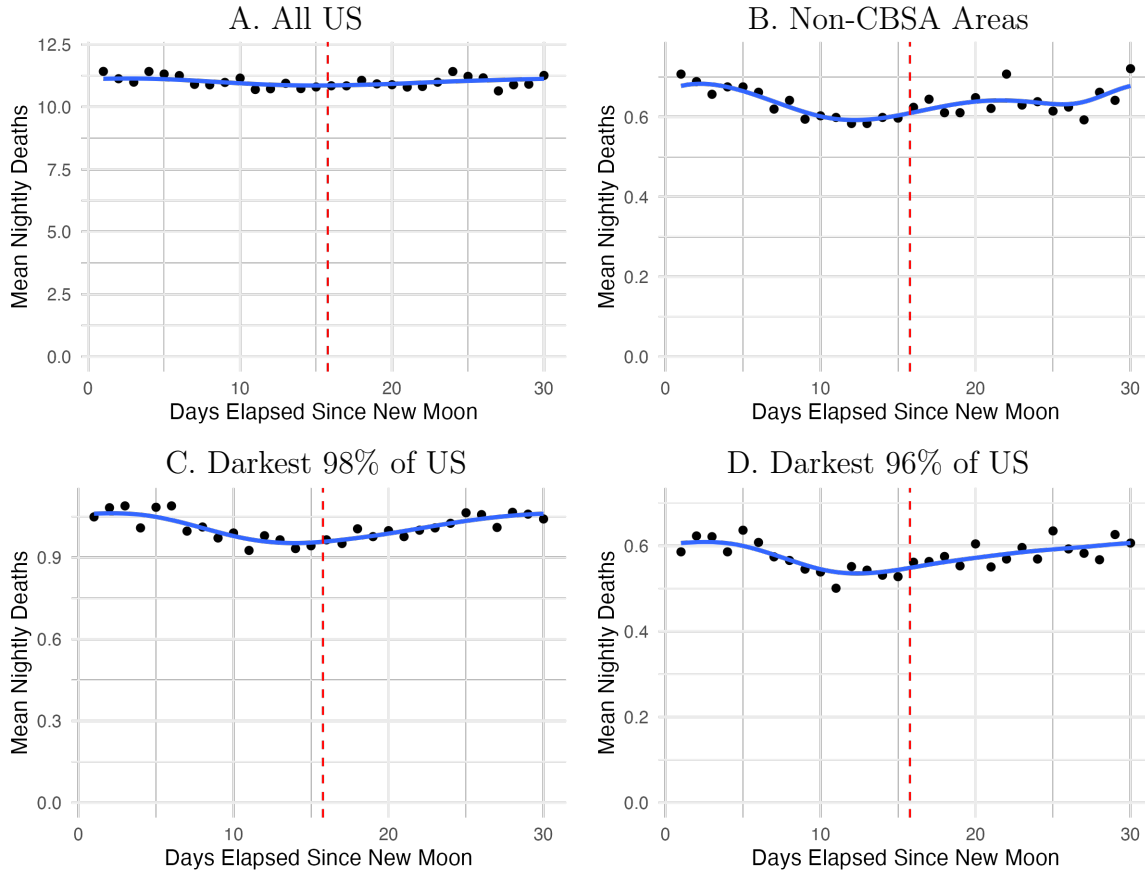 A. All US
12.5
10.0
7.5
5.0
2.5
0.0
Mean Nightly Deaths
0 10 20 30
Days Elapsed Since New Moon
B. Non-CBSA Areas
0.6
0.4
0.2
0.0
Mean Nightly Deaths
0 10 20 30
Days Elapsed Since New Moon
C. Darkest 98% of US
0.9
0.6
0.3
0.0
Mean Nightly Deaths
0 10 20 30
Days Elapsed Since New Moon
D. Darkest 96% of US
0.6
0.4
0.2
0.0
Mean Nightly Deaths
0 10 20 30
Days Elapsed Since New Moon